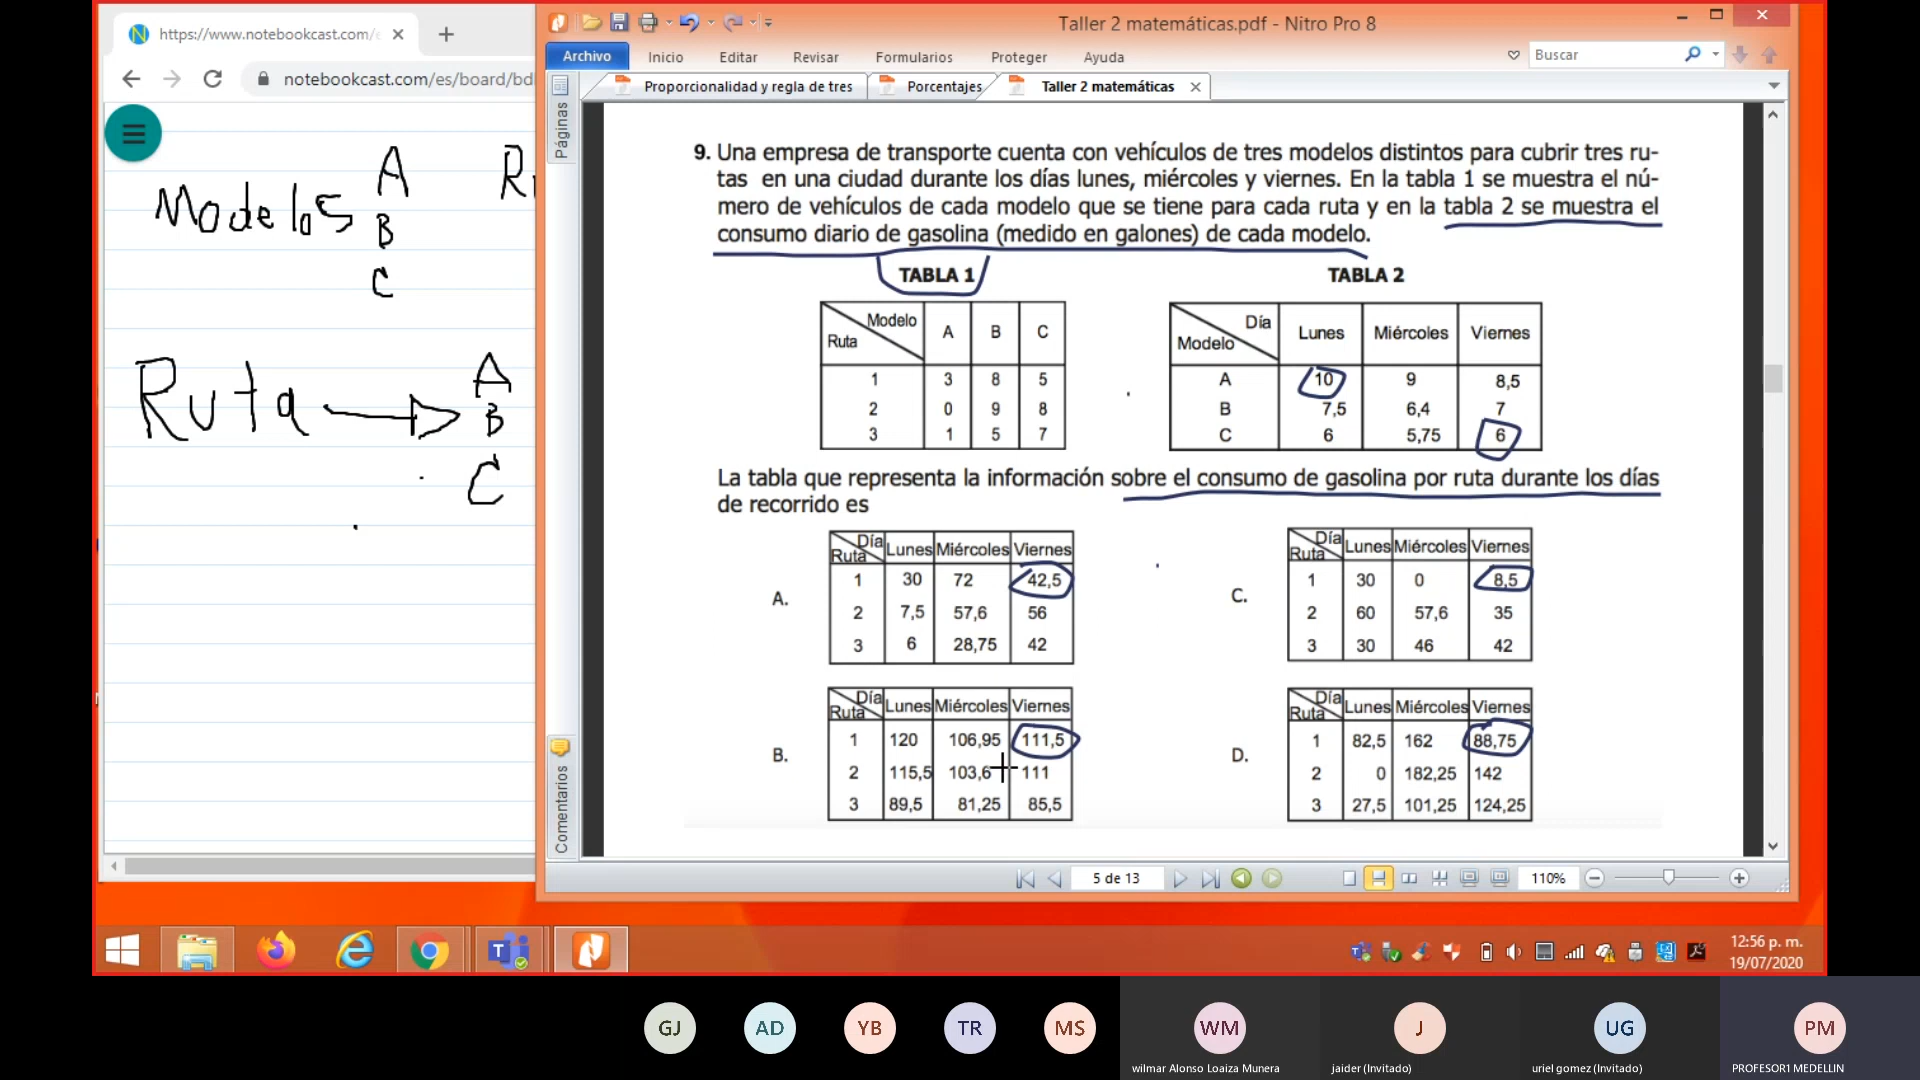 https://www.notebookcast.com/e
notebookcast.com/es/board/bdl
Taller 2 matemáticas.pdf - Nitro Pro 8
Archivo Inicio Editar Revisar Formularios Proteger Ayuda
Buscar
Proporcionalidad y regla de tres Porcentajes Taller 2 matemáticas
Páginas
Comentarios
Modelos A
B
C
Ruta A
B
C
9. Una empresa de transporte cuenta con vehículos de tres modelos distintos para cubrir tres ru-
tas en una ciudad durante los días lunes, miércoles y viernes. En la tabla 1 se muestra el nú-
mero de vehículos de cada modelo que se tiene para cada ruta y en la tabla 2 se muestra el
consumo diario de gasolina (medido en galones) de cada modelo.
TABLA 1
Modelo
Ruta A B C
1 3 8 5
2 0 9 8
3 1 5 7
TABLA 2
Día
Modelo Lunes Miércoles Viernes
A 10 9 8,5
B 7,5 6,4 7
C 6 5,75 6
La tabla que representa la información sobre el consumo de gasolina por ruta durante los días
de recorrido es
A.
Día
Ruta Lunes Miércoles Viernes
1 30 72 42,5
2 7,5 57,6 56
3 6 28,75 42
C.
Día
Ruta Lunes Miércoles Viernes
1 30 0 8,5
2 60 57,6 35
3 30 46 42
B.
Día
Ruta Lunes Miércoles Viernes
1 120 106,95 111,5
2 115,5 103,6 111
3 89,5 81,25 85,5
D.
Día
Ruta Lunes Miércoles Viernes
1 82,5 162 88,75
2 0 182,25 142
3 27,5 101,25 124,25
5 de 13
110%
12:56 p. m.
19/07/2020
GJ AD YB TR MS WM J UG PM
wilmar Alonso Loaiza Munera jaider (Invitado) uriel gomez (Invitado) PROFESOR1 MEDELLIN